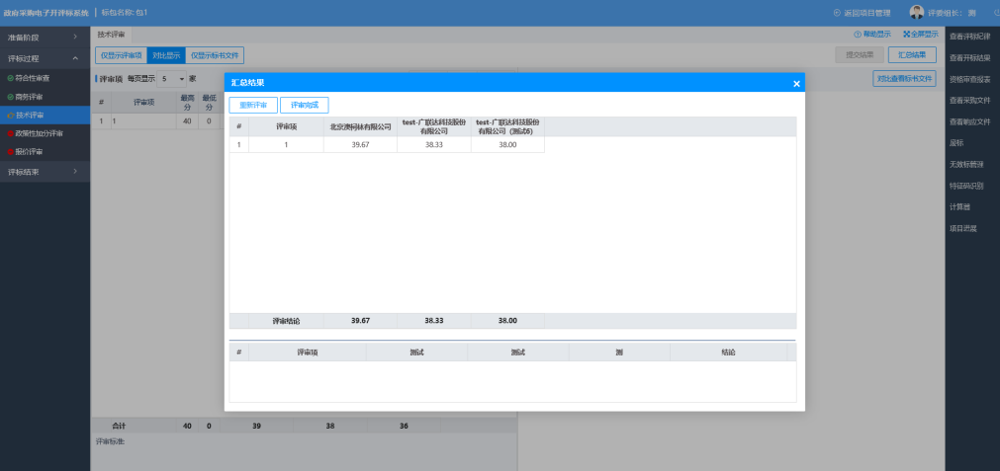 政府采购电子开评标系统 标包名称: 包1
返回项目管理 评委组长: 测
准备阶段
评标过程
符合性审查
商务评审
技术评审
政策性加分评审
报价评审
评标结束
技术评审
帮助显示 全屏显示
仅显示评审项 对比显示 仅显示标书文件
提交结果 汇总结果
评审项 每页显示 5 家
对比查看标书文件
# 评审项 最高分 最低分
1 1 40 0
汇总结果
重新评审 评审完成
# 评审项 北京澳柯林有限公司 test-广联达科技股份有限公司 test-广联达科技股份有限公司 (测试6)
1 1 39.67 38.33 38.00
评审结论 39.67 38.33 38.00
# 评审项 测试 测试 测 结论
合计 40 0 39 38 36
评审标准:
查看评标纪律
查看开标结果
资格审查报表
查看采购文件
查看响应文件
废标
无效标管理
特征码识别
计算器
项目进展